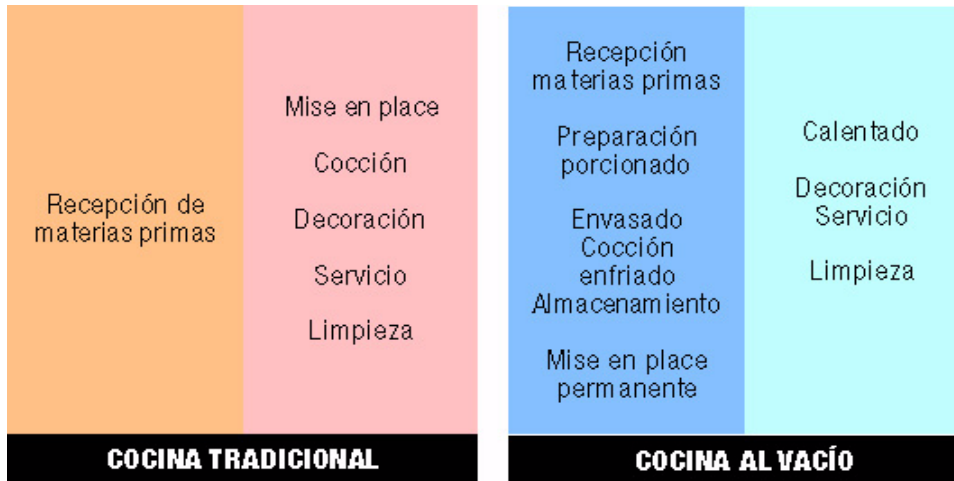 Recepción de
materias primas
Mise en place
Cocción
Decoración
Servicio
Limpieza
COCINA TRADICIONAL
Recepción
materias primas
Preparación
porcionado
Envasado
Cocción
enfriado
Almacenamiento
Mise en place
permanente
Calentado
Decoración
Servicio
Limpieza
COCINA AL VACÍO